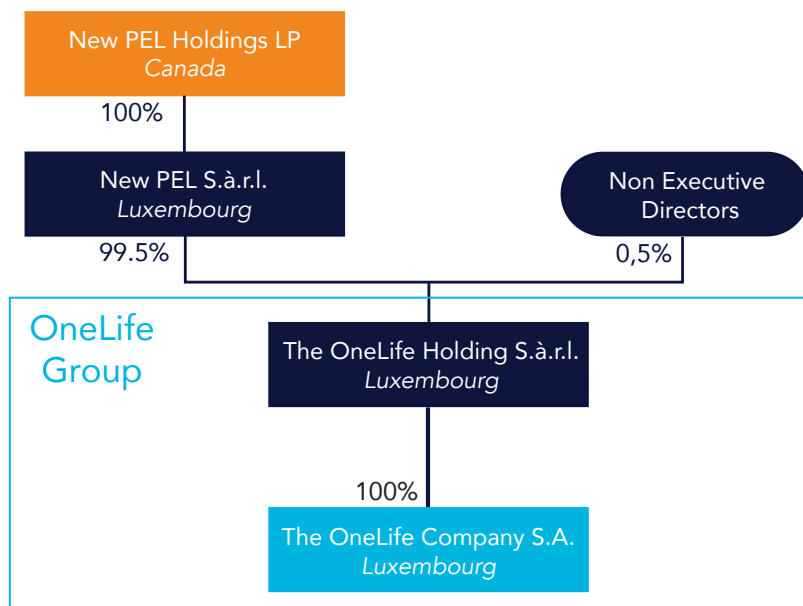 New PEL Holdings LP
Canada
100%
New PEL S.à.r.l.
Luxembourg
Non Executive
Directors
99.5%
0,5%
OneLife
Group
The OneLife Holding S.à.r.l.
Luxembourg
100%
The OneLife Company S.A.
Luxembourg